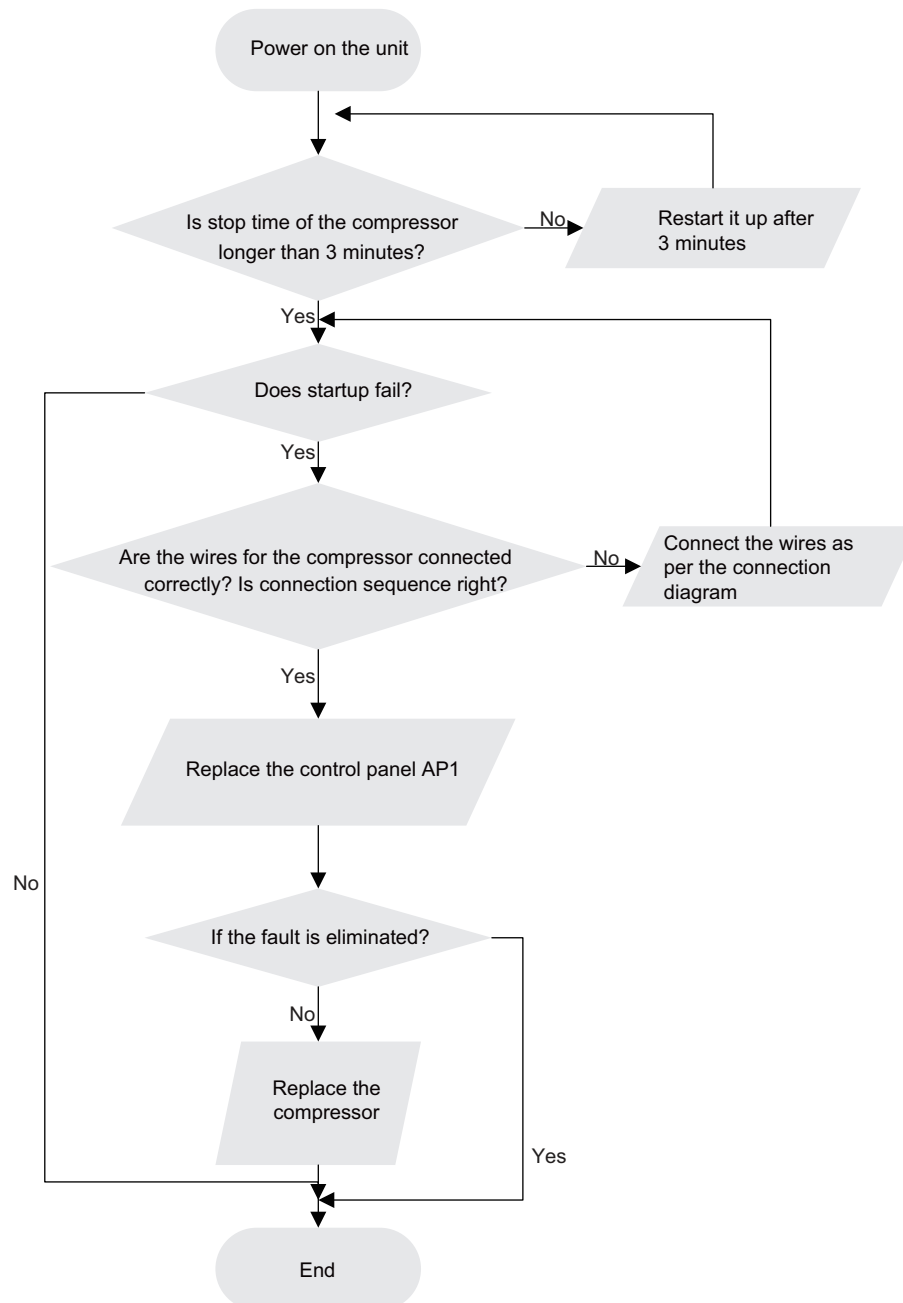 Power on the unit
Is stop time of the compressor
longer than 3 minutes?
No
Restart it up after
3 minutes
Yes
Does startup fail?
Yes
Are the wires for the compressor connected
correctly? Is connection sequence right?
No
Connect the wires as
per the connection
diagram
Yes
Replace the control panel AP1
No
If the fault is eliminated?
No
Replace the
compressor
Yes
End